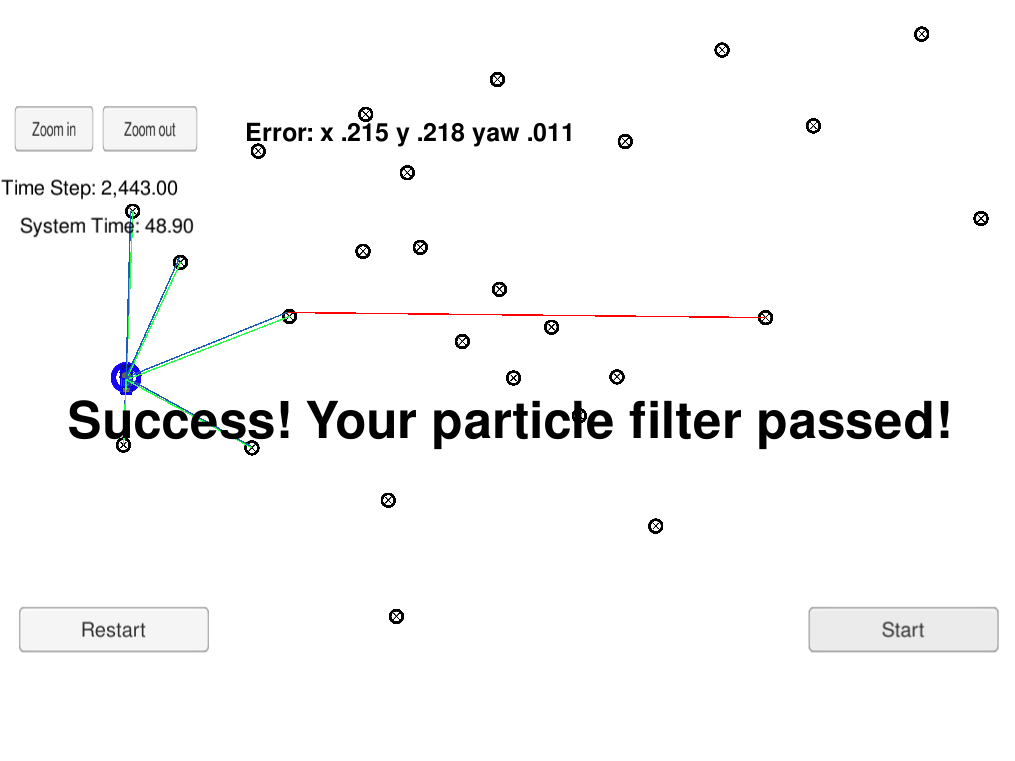 Zoom in
Zoom out
Error: x .215 y .218 yaw .011
Time Step: 2,443.00
System Time: 48.90
Success! Your particle filter passed!
Restart
Start